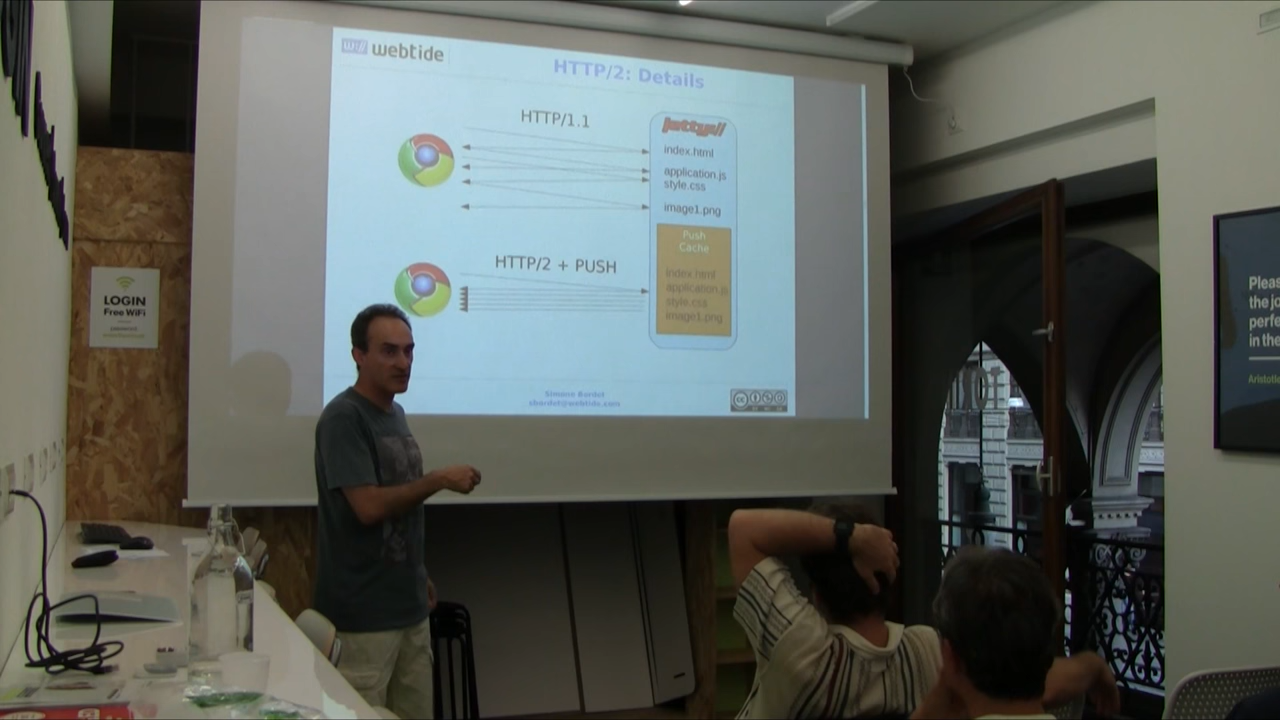 webtide
HTTP/2: Details
HTTP/1.1
jetty://
index.html
application.js
style.css
image1.png
Push
Cache
HTTP/2 + PUSH
index.html
application.js
style.css
image1.png
Simone Bordet
sbordet@webtide.com
LOGIN
Free WiFi
Pleas
the jo
perfe
in the
Aristotle